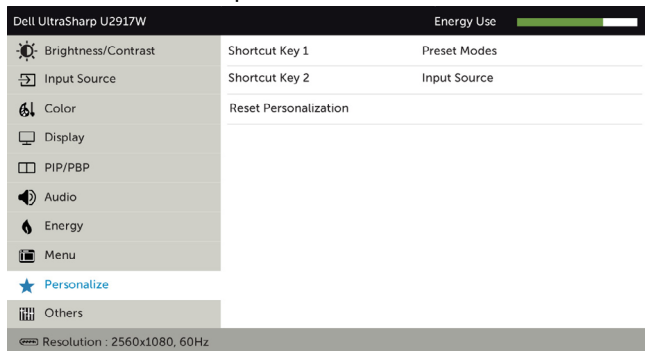 Dell UltraSharp U2917W Energy Use
Brightness/Contrast Shortcut Key 1 Preset Modes
Input Source Shortcut Key 2 Input Source
Color Reset Personalization
Display
PIP/PBP
Audio
Energy
Menu
Personalize
Others
Resolution : 2560x1080, 60Hz